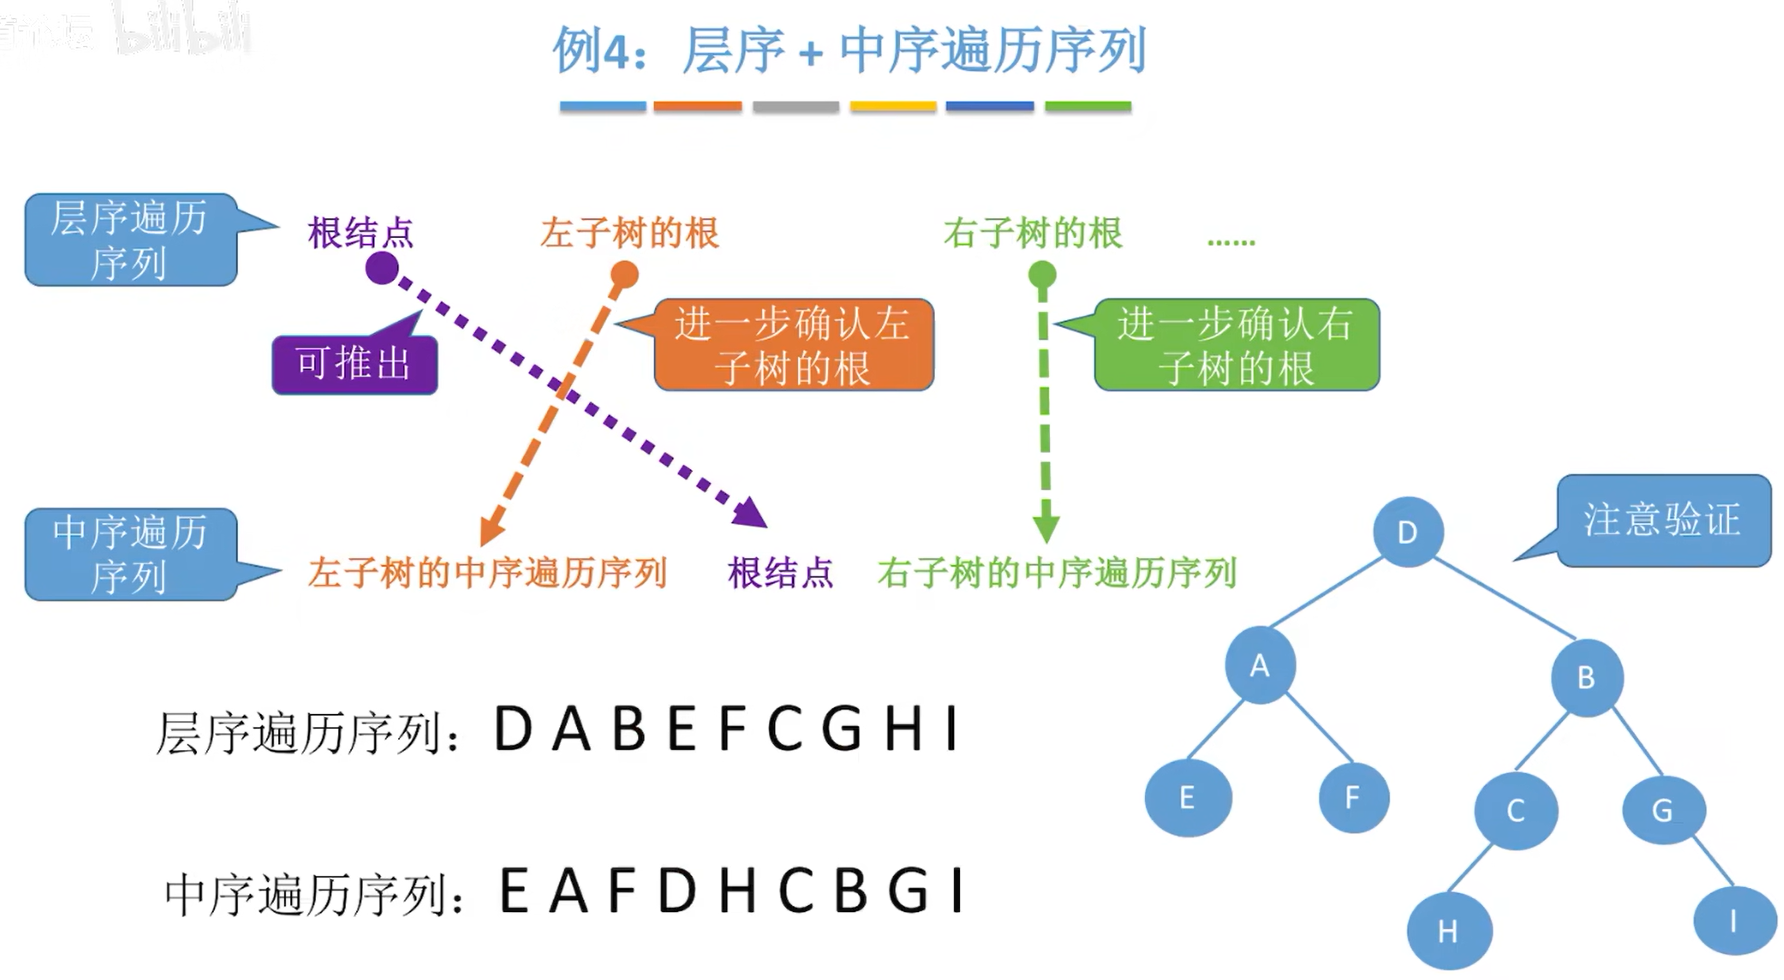 bilibili
例4：层序 + 中序遍历序列
层序遍历
序列
根结点
左子树的根
右子树的根
......
可推出
进一步确认左
子树的根
进一步确认右
子树的根
中序遍历
序列
左子树的中序遍历序列
根结点
右子树的中序遍历序列
注意验证
D
A
B
E
F
C
G
H
I
层序遍历序列：D A B E F C G H I
中序遍历序列：E A F D H C B G I